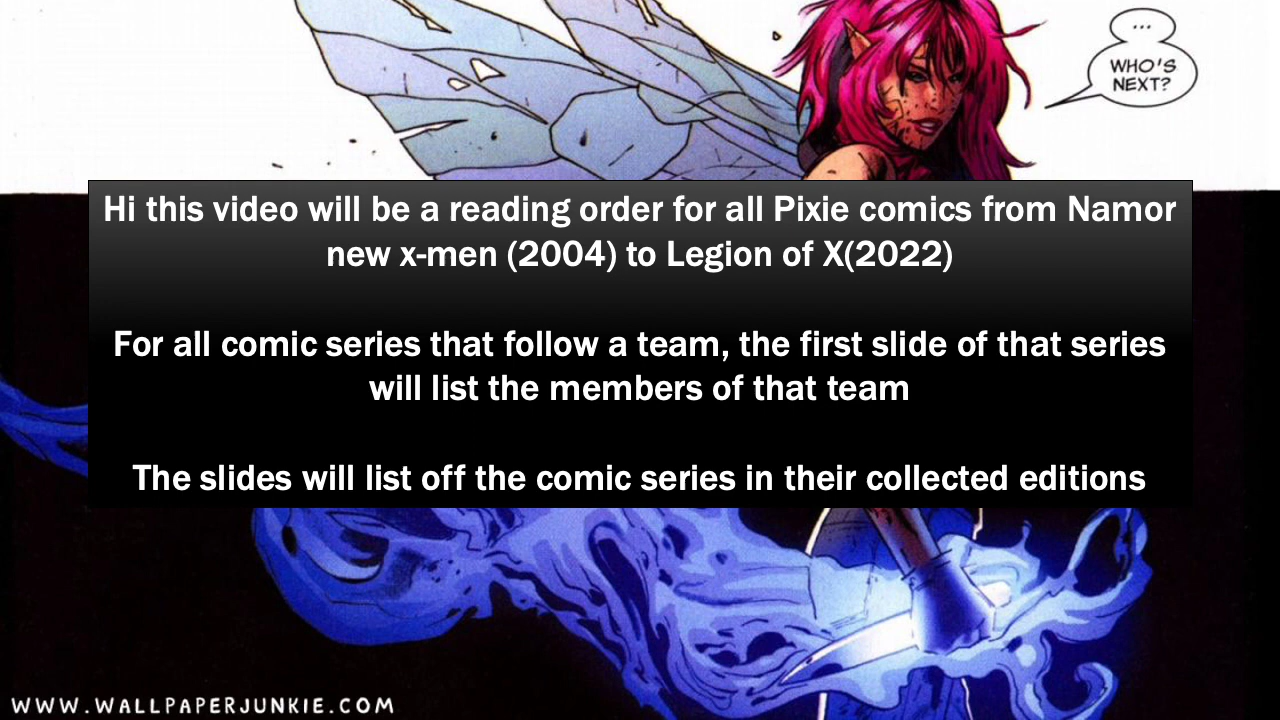 ...
WHO'S
NEXT?
Hi this video will be a reading order for all Pixie comics from Namor
new x-men (2004) to Legion of X(2022)
For all comic series that follow a team, the first slide of that series
will list the members of that team
The slides will list off the comic series in their collected editions
WWW.WALLPAPERJUNKIE.COM